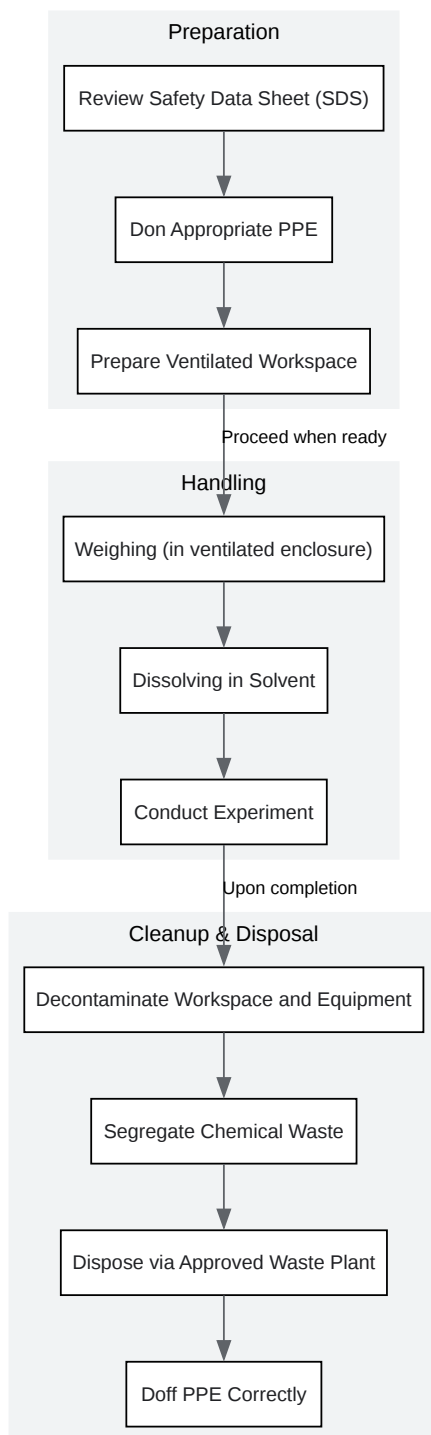 Preparation
Review Safety Data Sheet (SDS)
Don Appropriate PPE
Prepare Ventilated Workspace
Proceed when ready
Handling
Weighing (in ventilated enclosure)
Dissolving in Solvent
Conduct Experiment
Upon completion
Cleanup & Disposal
Decontaminate Workspace and Equipment
Segregate Chemical Waste
Dispose via Approved Waste Plant
Doff PPE Correctly